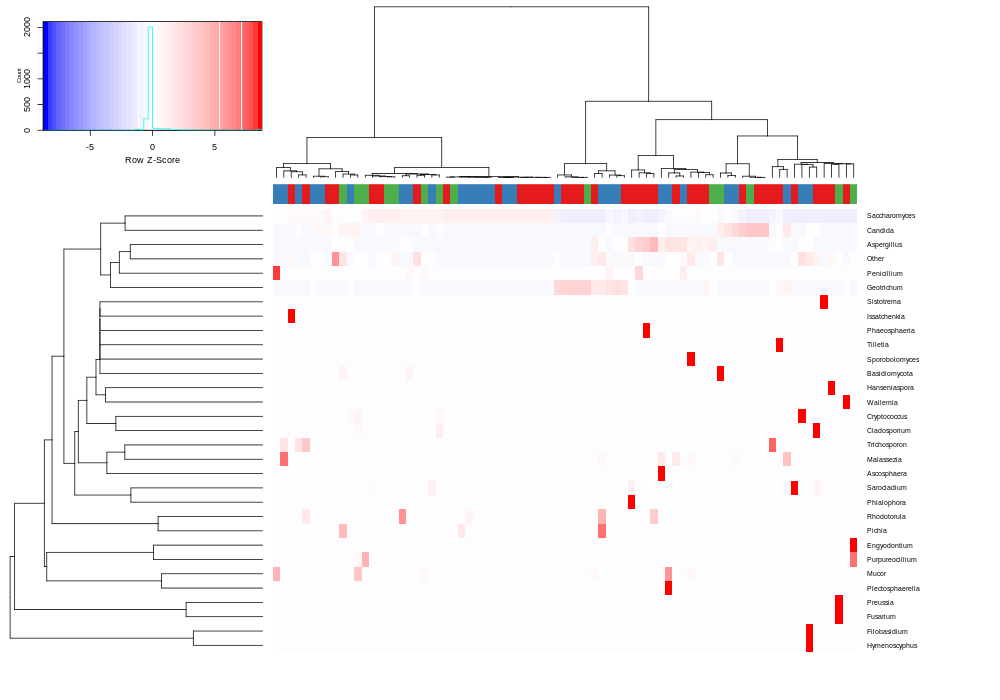 2000
1000
500
0
Count
-5 0 5
Row Z-Score
Saccharomyces
Candida
Aspergillus
Other
Penicillium
Geotrichum
Sistotrema
Issatchenkia
Phaeosphaeria
Tilletia
Sporobolomyces
Basidiomycota
Hanseniaspora
Wallemia
Cryptococcus
Cladosporium
Trichosporon
Malassezia
Ascosphaera
Sarocladium
Phialophora
Rhodotorula
Pichia
Engyodontium
Purpureocillium
Mucor
Plectosphaerella
Preussia
Fusarium
Filobasidium
Hymenoscyphus